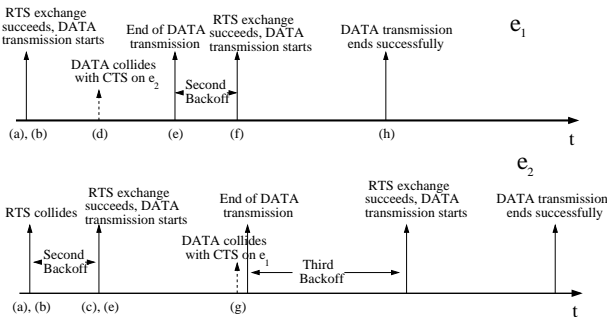 RTS exchange
succeeds, DATA
transmission starts
DATA collides
with CTS on e2
End of DATA
transmission
Second
Backoff
RTS exchange
succeeds, DATA
transmission starts
DATA transmission
ends successfully
e1
(a), (b)
(d)
(e)
(f)
(h)
t
e2
RTS collides
Second
Backoff
RTS exchange
succeeds, DATA
transmission starts
DATA collides
with CTS on e1
End of DATA
transmission
Third
Backoff
RTS exchange
succeeds, DATA
transmission starts
DATA transmission
ends successfully
(a), (b)
(c), (e)
(g)
t